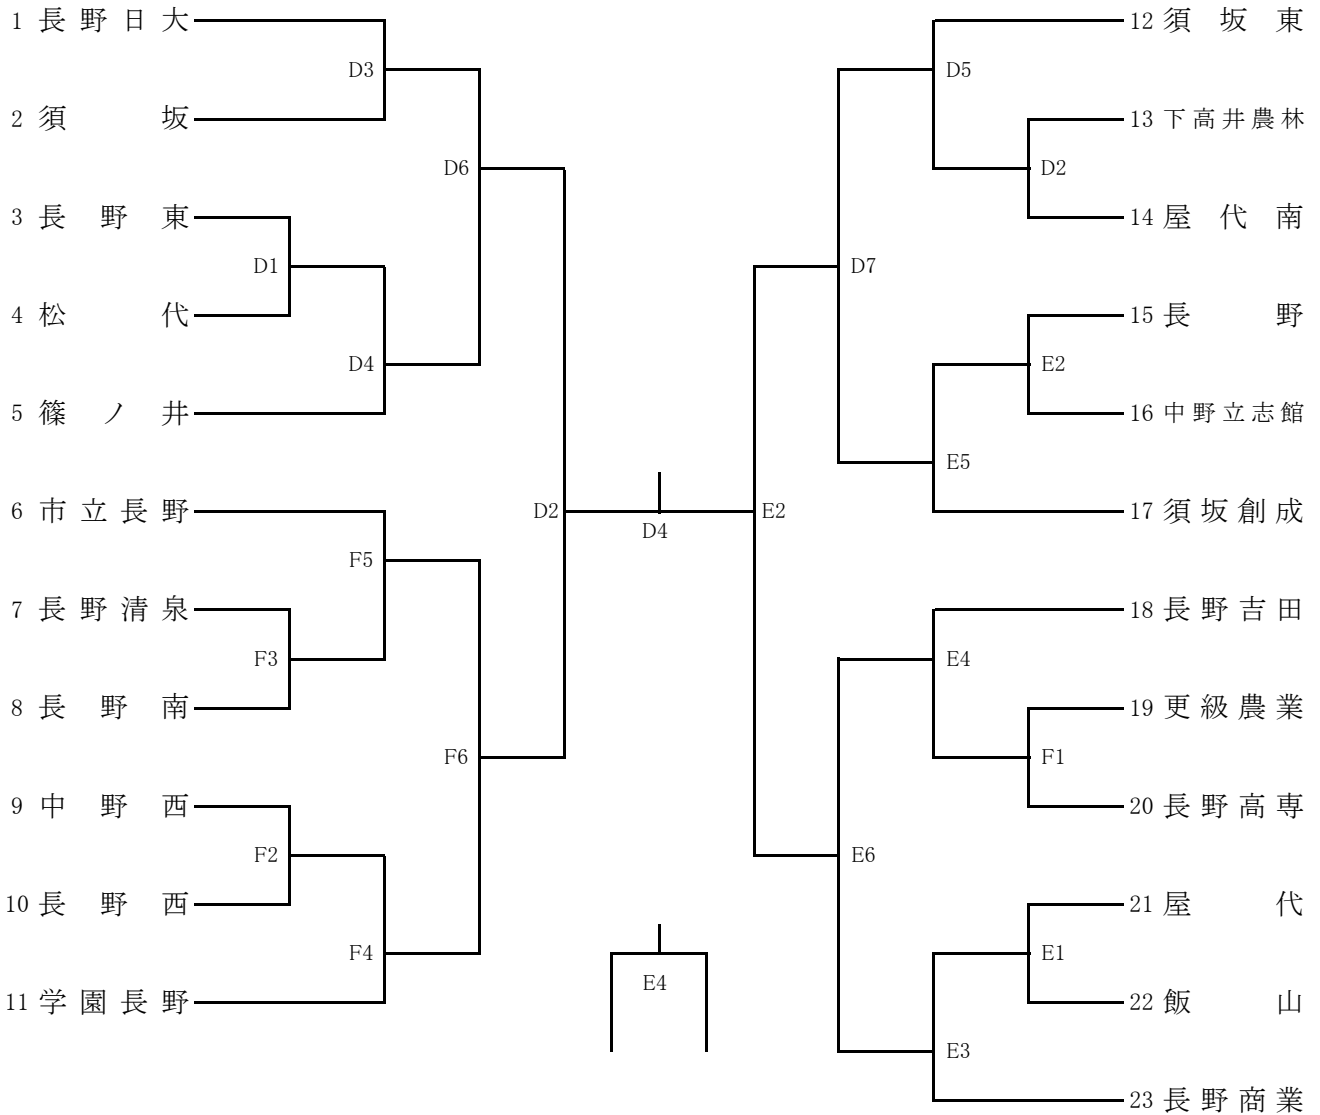 1 長野日大
D3
2 須坂
D6
3 長野東
D1
4 松代
D4
5 篠ノ井
6 市立長野
D2
F5
7 長野清泉
F3
8 長野南
F6
9 中野西
F2
10 長野西
F4
11 学園長野
D4
E4
12 須坂東
D5
13 下高井農林
D2
14 屋代南
D7
15 長野
E2
16 中野立志館
E5
17 須坂創成
E2
18 長野吉田
E4
19 更級農業
F1
20 長野高専
E6
21 屋代
E1
22 飯山
E3
23 長野商業